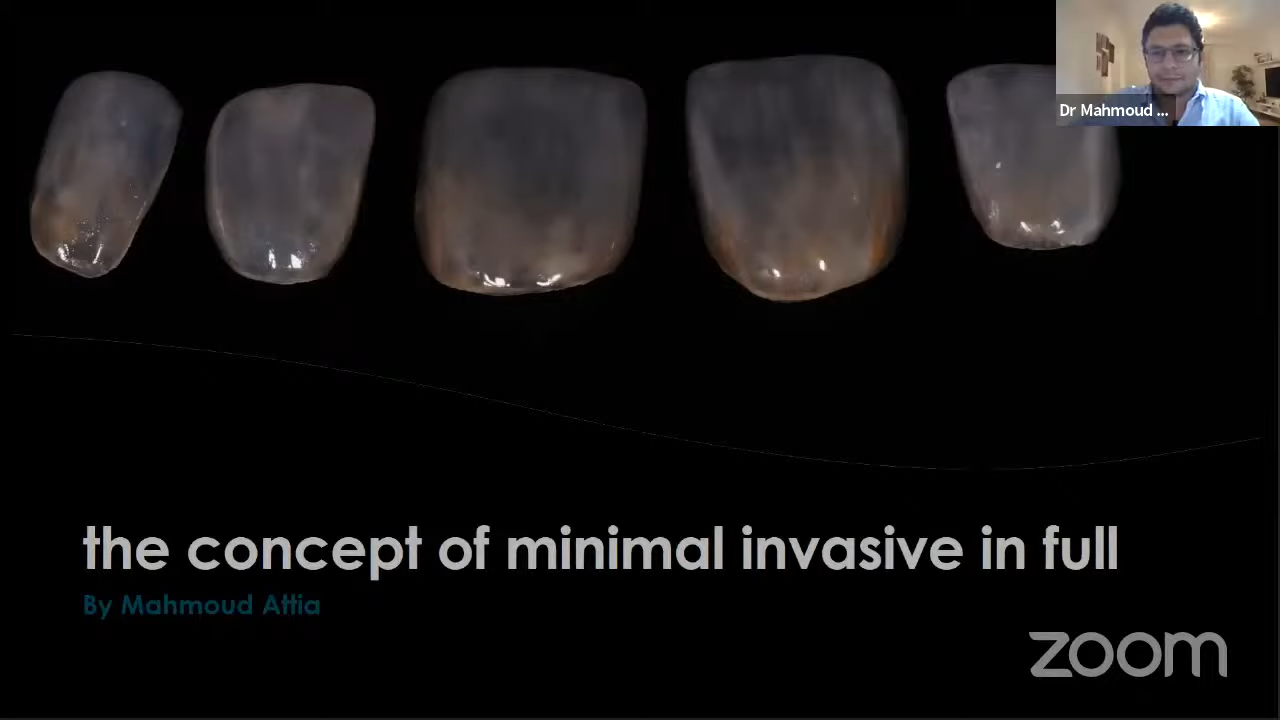 Dr Mahmoud ...
the concept of minimal invasive in full
By Mahmoud Attia
zoom